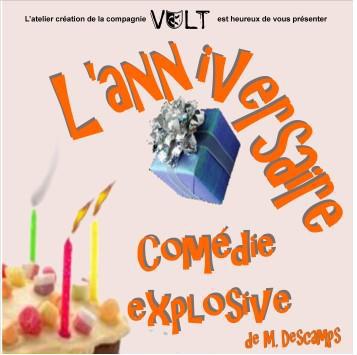 L'atelier création de la compagnie VOLT est heureux de vous présenter
L'anniversaire
Comédie
explosive
de M. Descamps